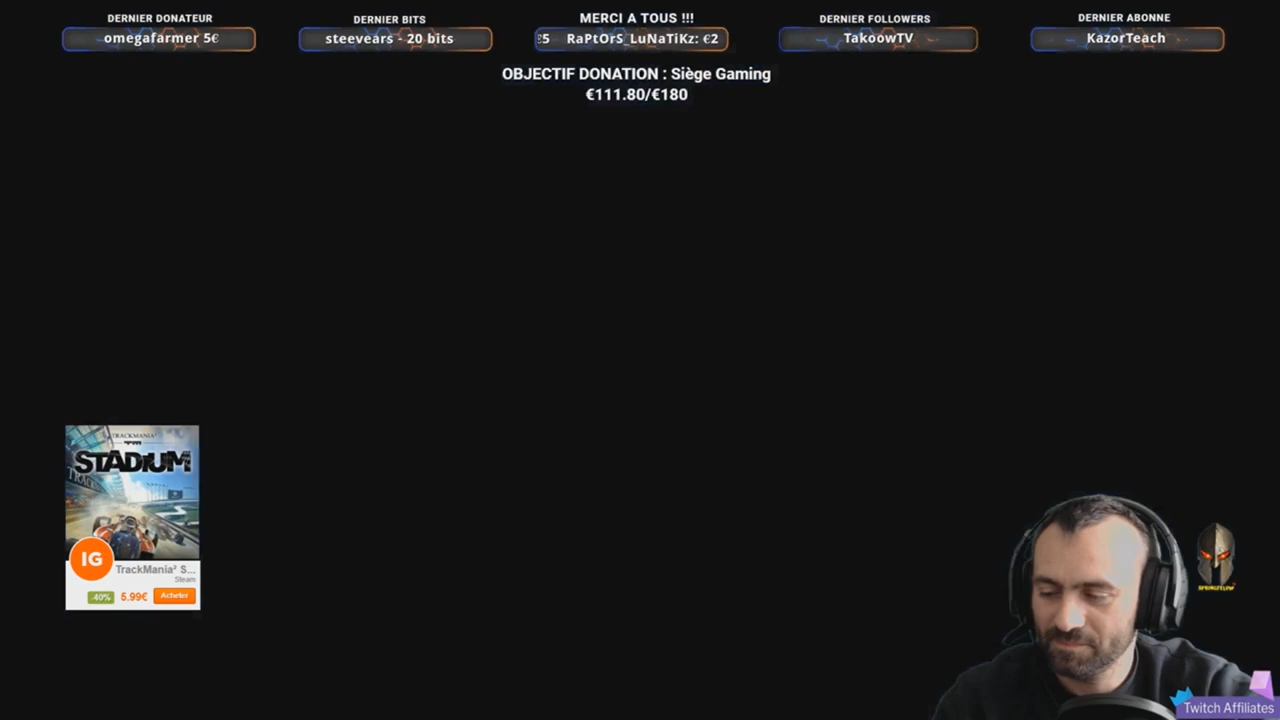 DERNIER DONATEUR
omegafarmer 5€
DERNIER BITS
steevears - 20 bits
MERCI A TOUS !!!
RaPtOrS_LuNaTiKz: €2
DERNIER FOLLOWERS
TakoowTV
DERNIER ABONNE
KazorTeach
OBJECTIF DONATION : Siège Gaming
€111.80/€180
TRACKMANIA²
STADIUM
IG
TrackMania² S...
Steam
-40%
5.99€
Acheter
Twitch Affiliates